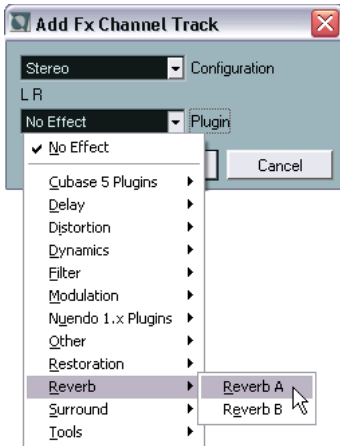 Add Fx Channel Track
Stereo Configuration
L R
No Effect Plugin
No Effect
Cancel
Cubase 5 Plugins
Delay
Distortion
Dynamics
Filter
Modulation
Nuendo 1.x Plugins
Other
Restoration
Reverb Reverb A
Surround Reverb B
Tools